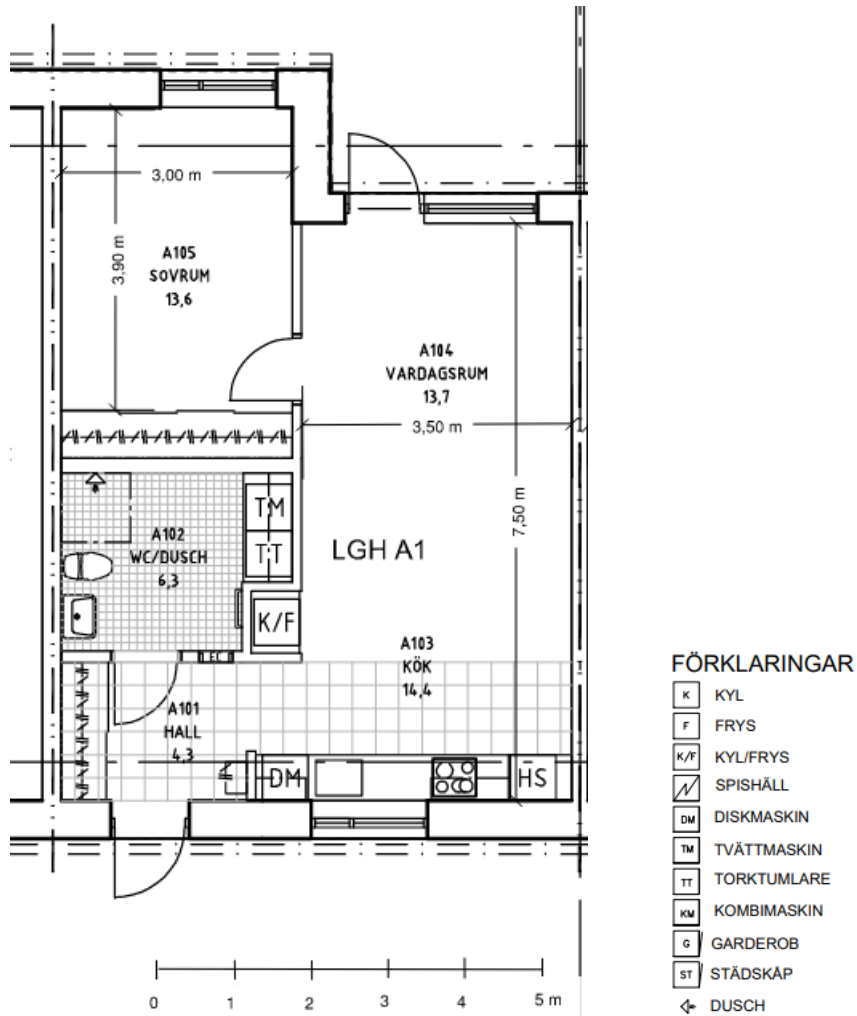 3,00 m
3,90 m
A105
SOVRUM
13,6
A104
VARDAGSRUM
13,7
3,50 m
7,50 m
TM
TT
A102
WC/DUSCH
6,3
LGH A1
K/F
EC
A103
KÖK
14,4
A101
HALL
4,3
DM
HS
0 1 2 3 4 5 m
FÖRKLARINGAR
K KYL
F FRYS
K/F KYL/FRYS
SPISHÄLL
DM DISKMASKIN
TM TVÄTTMASKIN
TT TORKTUMLARE
KM KOMBIMASKIN
G GARDEROB
ST STÄDSKÅP
DUSCH